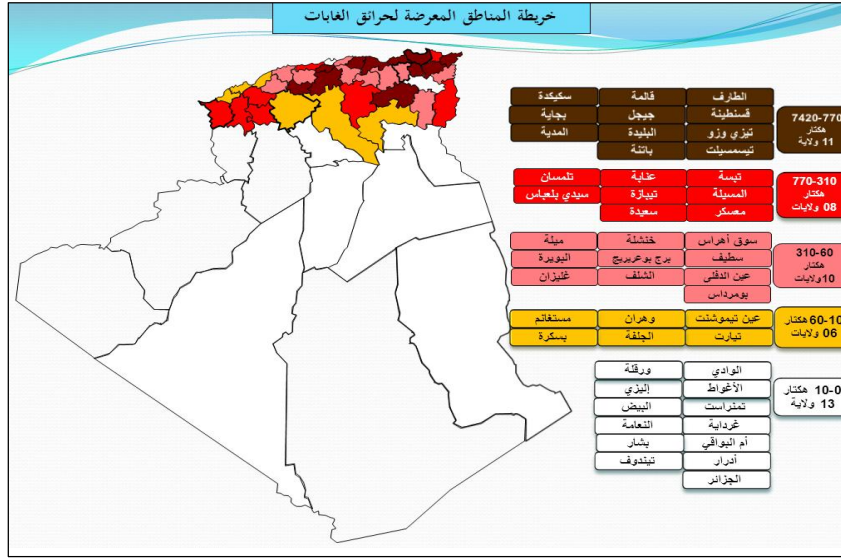 خريطة المناطق المعرضة لحرائق الغابات
7420-770
هكتار
11 ولاية
الطارف قالمة سكيكدة
قسنطينة جيجل بجاية
تيزي وزو البليدة المدية
تيسمسيلت باتنة
770-310
هكتار
08 ولايات
تبسة عنابة تلمسان
المسيلة تيبازة سيدي بلعباس
معسكر سعيدة
310-60
هكتار
10ولايات
سوق أهراس خنشلة ميلة
سطيف برج بوعريريج البويرة
عين الدفلى الشلف غليزان
بومرداس
60-10 هكتار
06 ولايات
عين تيموشنت وهران مستغانم
تيارت الجلفة بسكرة
10-0 هكتار
13 ولاية
الوادي ورقلة
الأغواط إليزي
تمنراست البيض
غرداية النعامة
أم البواقي بشار
أدرار تيندوف
الجزائر